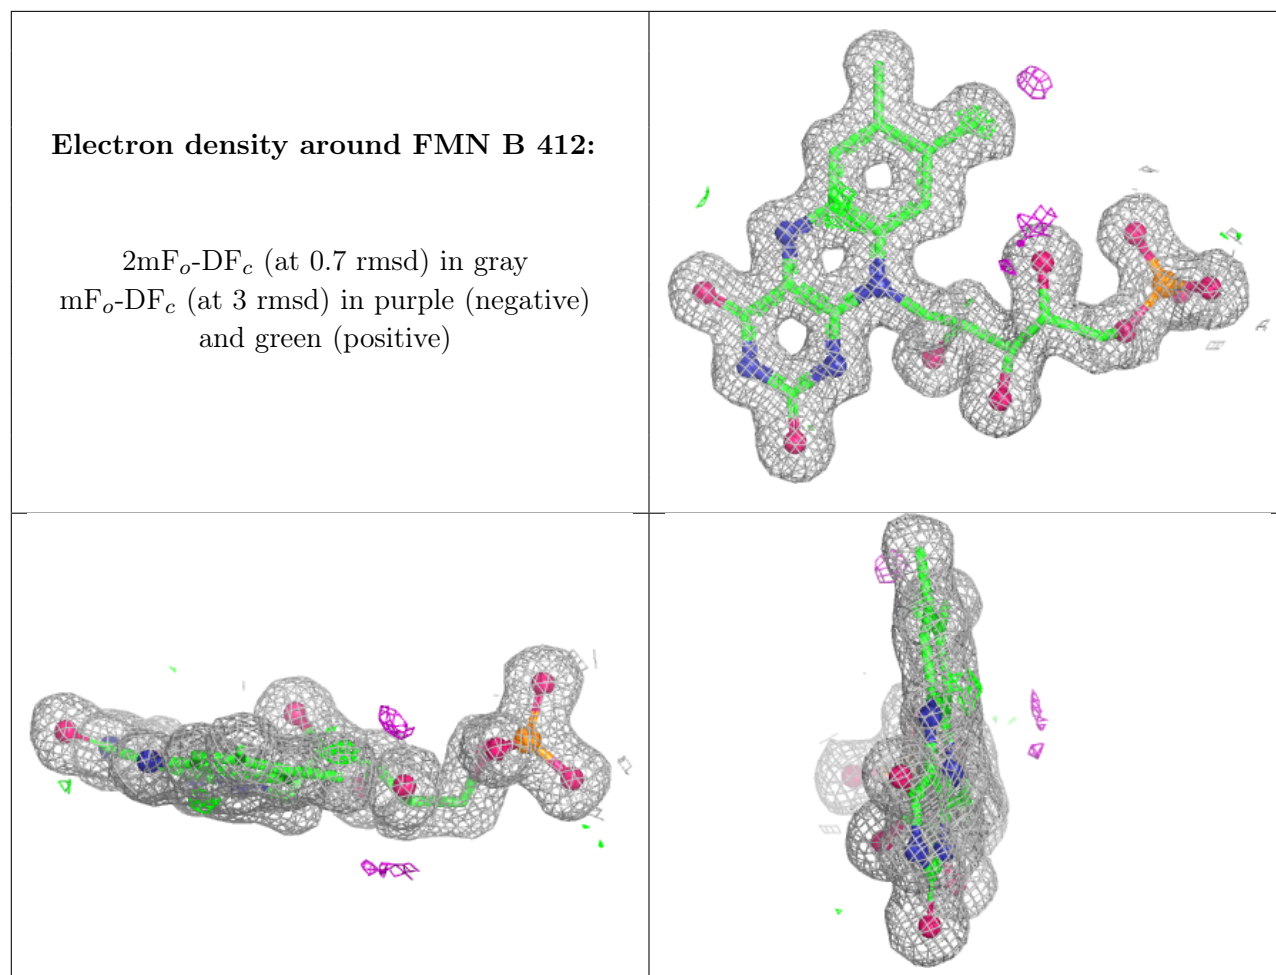 Electron density around FMN B 412:
2mFₒ-DF𝒸 (at 0.7 rmsd) in gray
mFₒ-DF𝒸 (at 3 rmsd) in purple (negative)
and green (positive)